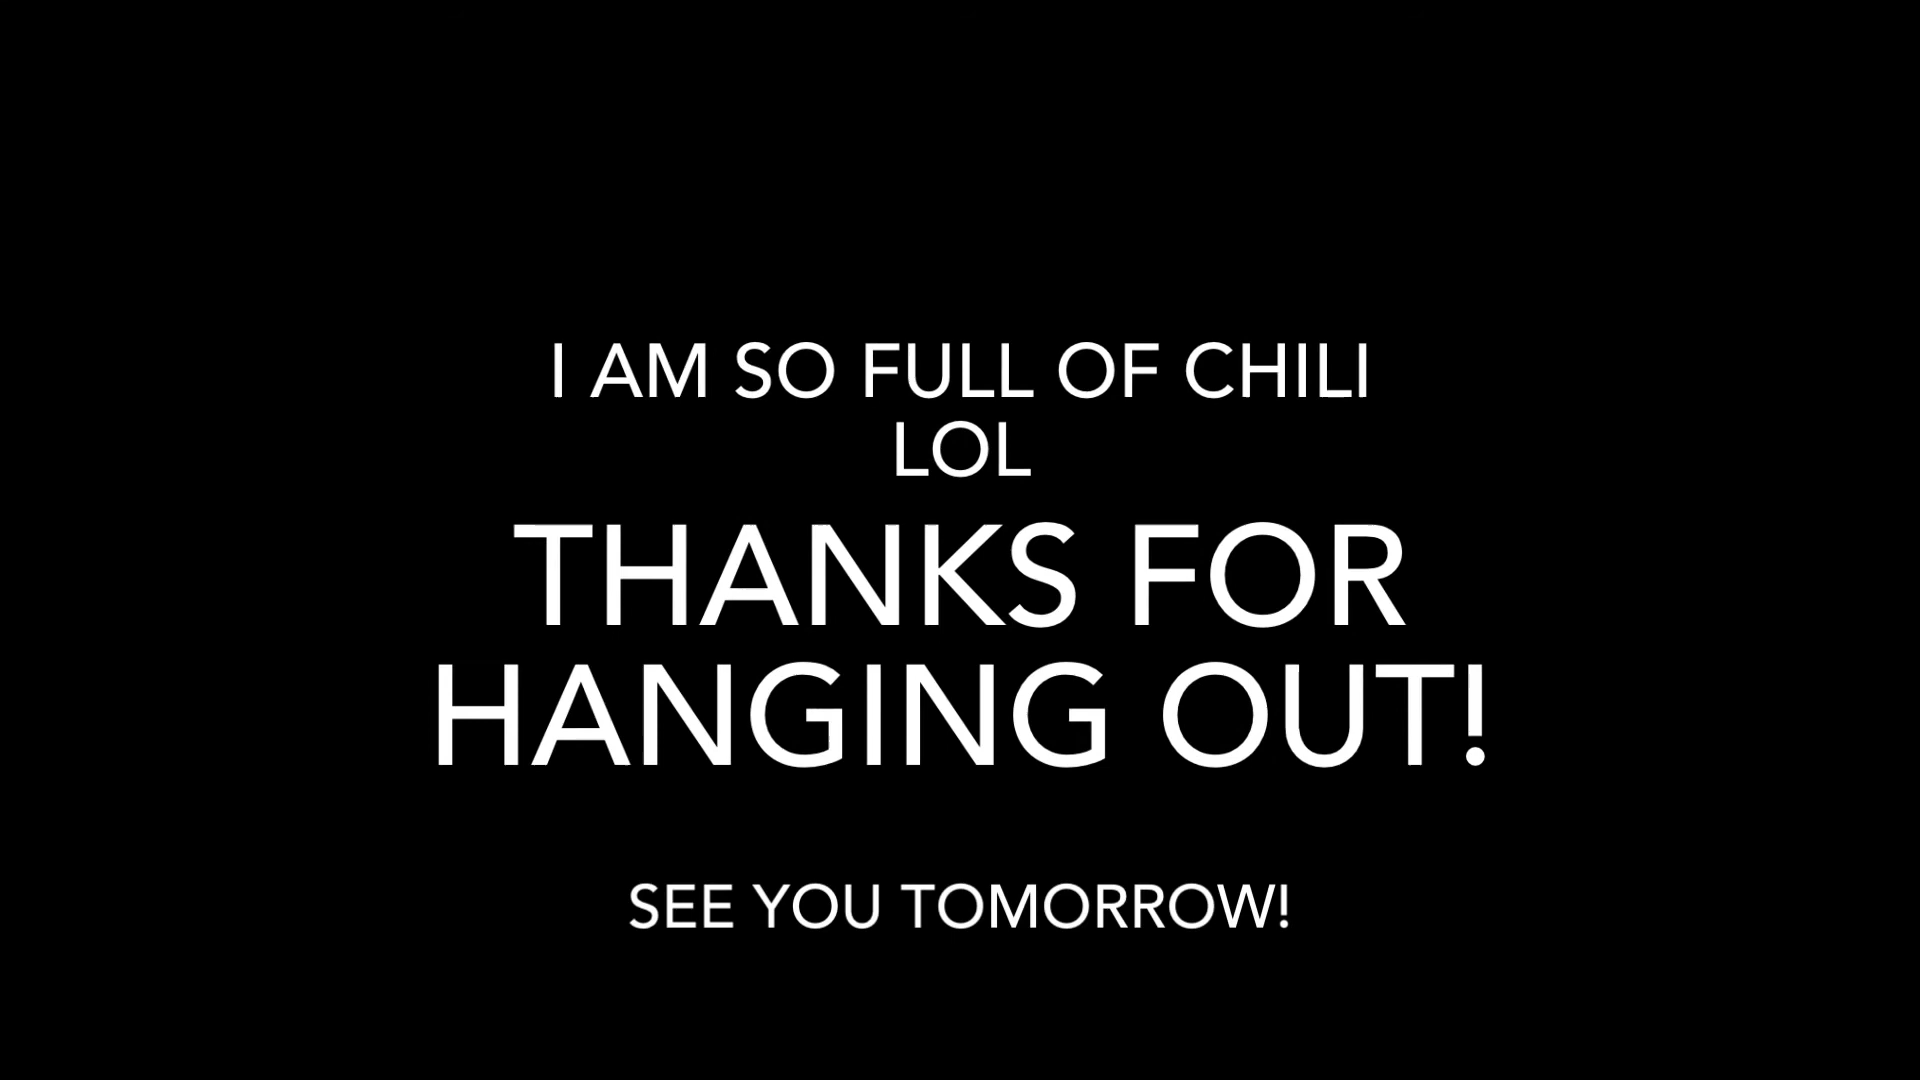 I AM SO FULL OF CHILI
LOL
THANKS FOR
HANGING OUT!
SEE YOU TOMORROW!